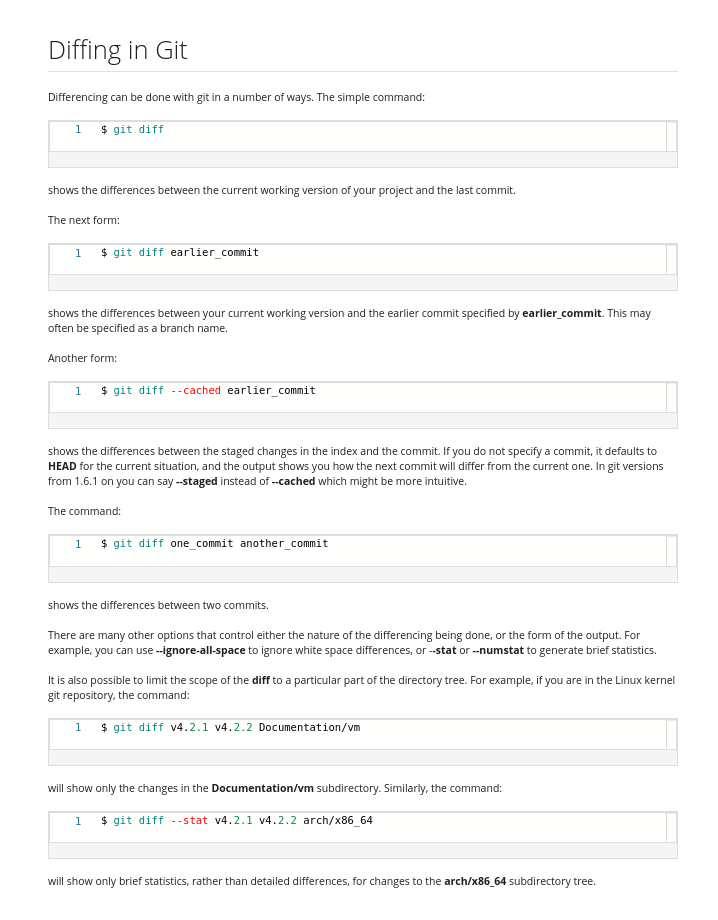 Diffing in Git
Differencing can be done with git in a number of ways. The simple command:
1 $ git diff
shows the differences between the current working version of your project and the last commit.
The next form:
1 $ git diff earlier_commit
shows the differences between your current working version and the earlier commit specified by earlier_commit. This may
often be specified as a branch name.
Another form:
1 $ git diff --cached earlier_commit
shows the differences between the staged changes in the index and the commit. If you do not specify a commit, it defaults to
HEAD for the current situation, and the output shows you how the next commit will differ from the current one. In git versions
from 1.6.1 on you can say --staged instead of --cached which might be more intuitive.
The command:
1 $ git diff one_commit another_commit
shows the differences between two commits.
There are many other options that control either the nature of the differencing being done, or the form of the output. For
example, you can use --ignore-all-space to ignore white space differences, or --stat or --numstat to generate brief statistics.
It is also possible to limit the scope of the diff to a particular part of the directory tree. For example, if you are in the Linux kernel
git repository, the command:
1 $ git diff v4.2.1 v4.2.2 Documentation/vm
will show only the changes in the Documentation/vm subdirectory. Similarly, the command:
1 $ git diff --stat v4.2.1 v4.2.2 arch/x86_64
will show only brief statistics, rather than detailed differences, for changes to the arch/x86_64 subdirectory tree.